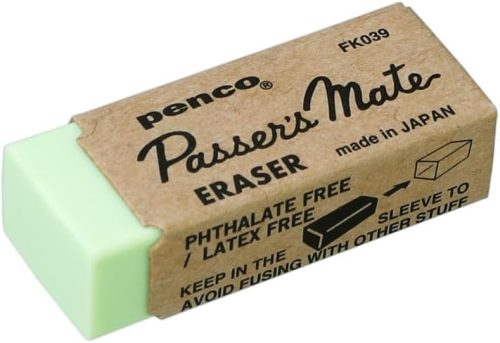 FK039
penco®
Passer's Mate
ERASER made in JAPAN
PHTHALATE FREE
/ LATEX FREE
KEEP IN THE SLEEVE TO
AVOID FUSING WITH OTHER STUFF